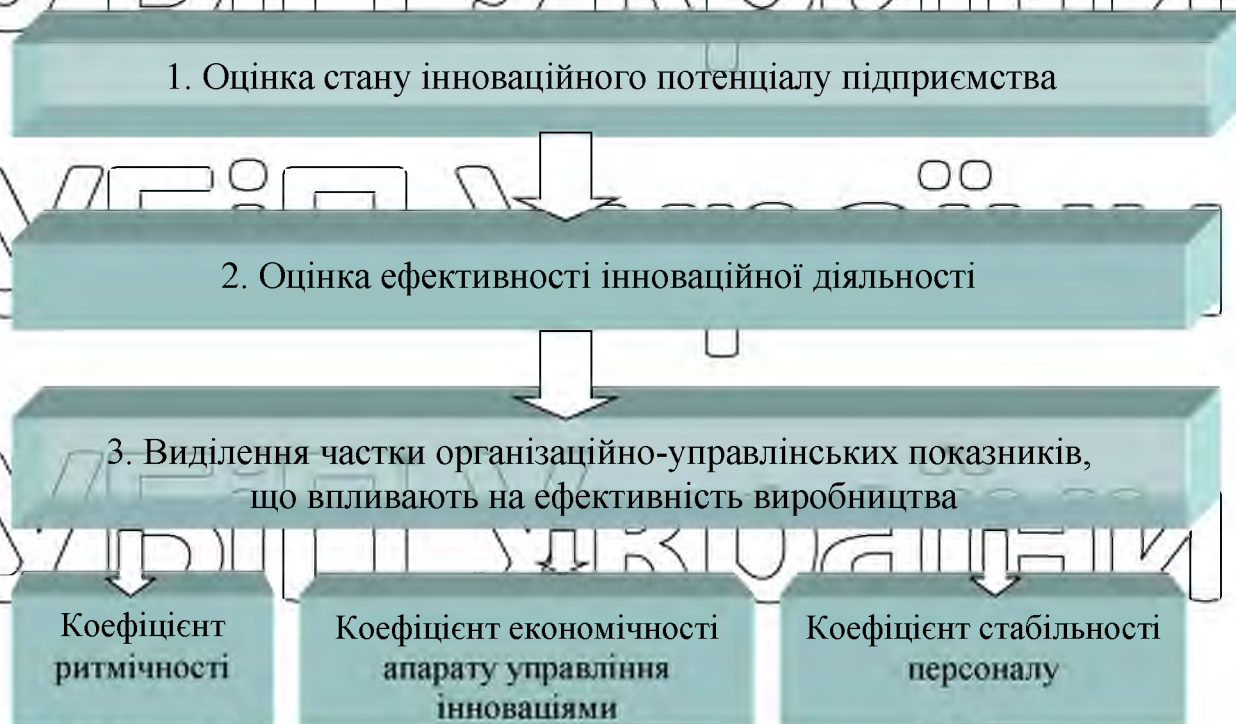 1. Оцінка стану інноваційного потенціалу підприємства
2. Оцінка ефективності інноваційної діяльності
3. Виділення частки організаційно-управлінських показників,
що впливають на ефективність виробництва
Коефіцієнт
ритмічності
Коефіцієнт економічності
апарату управління
інноваціями
Коефіцієнт стабільності
персоналу